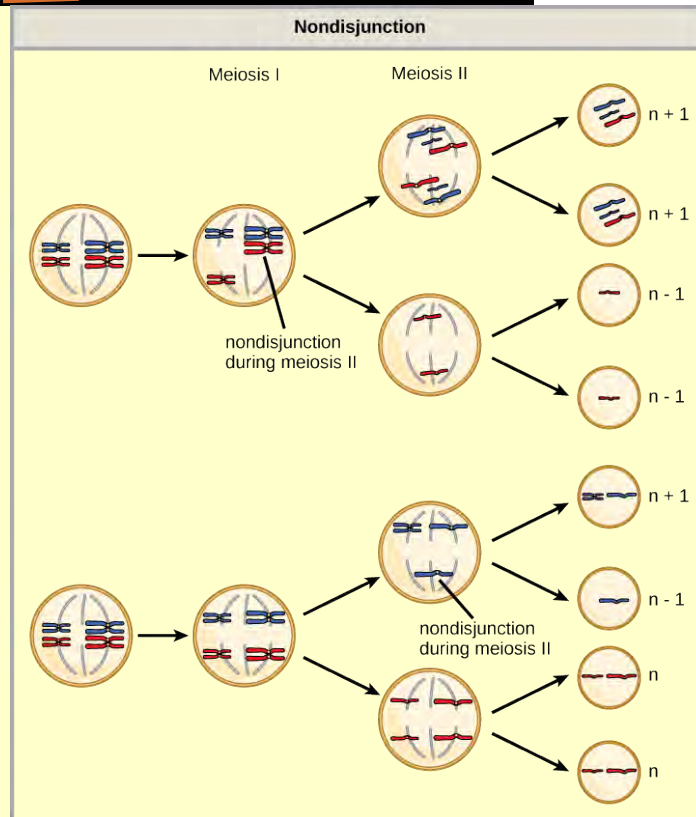 Nondisjunction
Meiosis I
Meiosis II
n + 1
n + 1
nondisjunction
during meiosis II
n - 1
n - 1
n + 1
nondisjunction
during meiosis II
n - 1
n
n